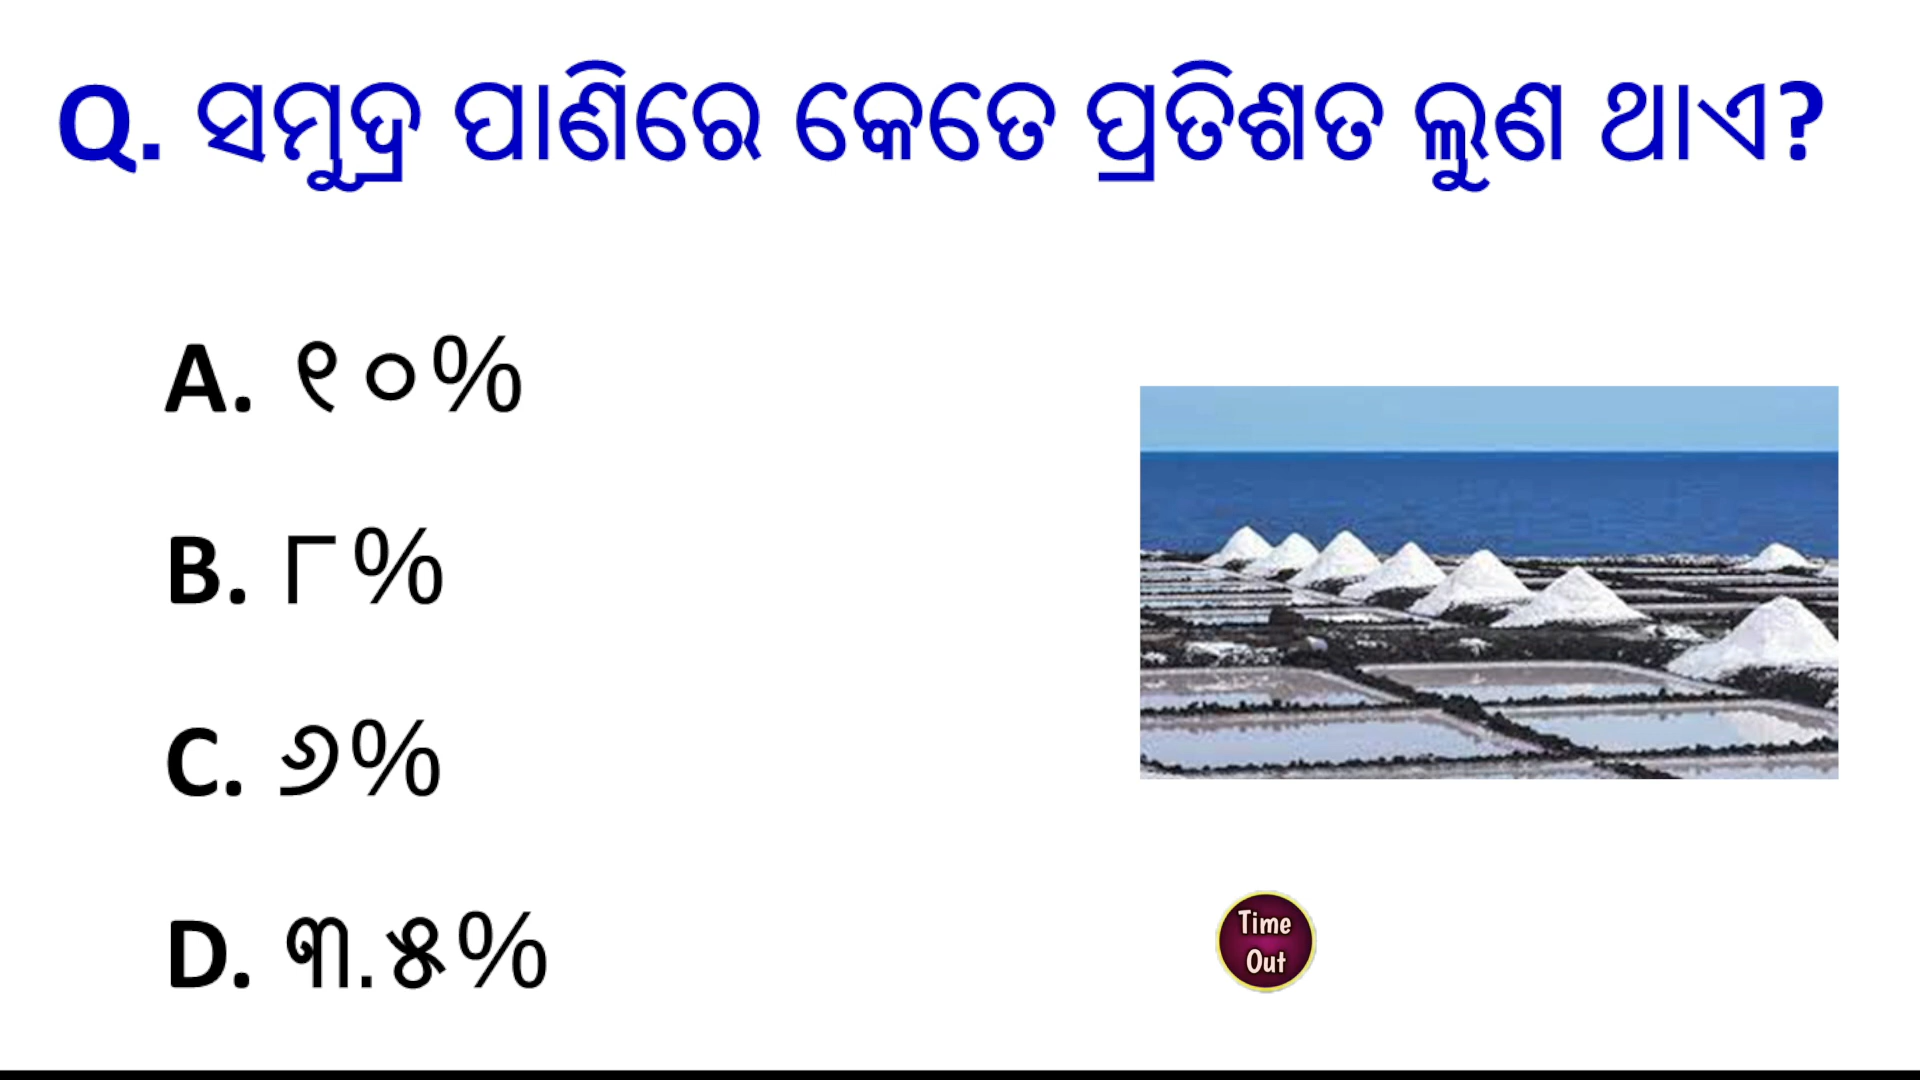 Q. ସମୁଦ୍ର ପାଣିରେ କେତେ ପ୍ରତିଶତ ଲୁଣ ଥାଏ?
A. ୧୦%
B. ୮%
C. ୬%
D. ୩.୫%
Time
Out